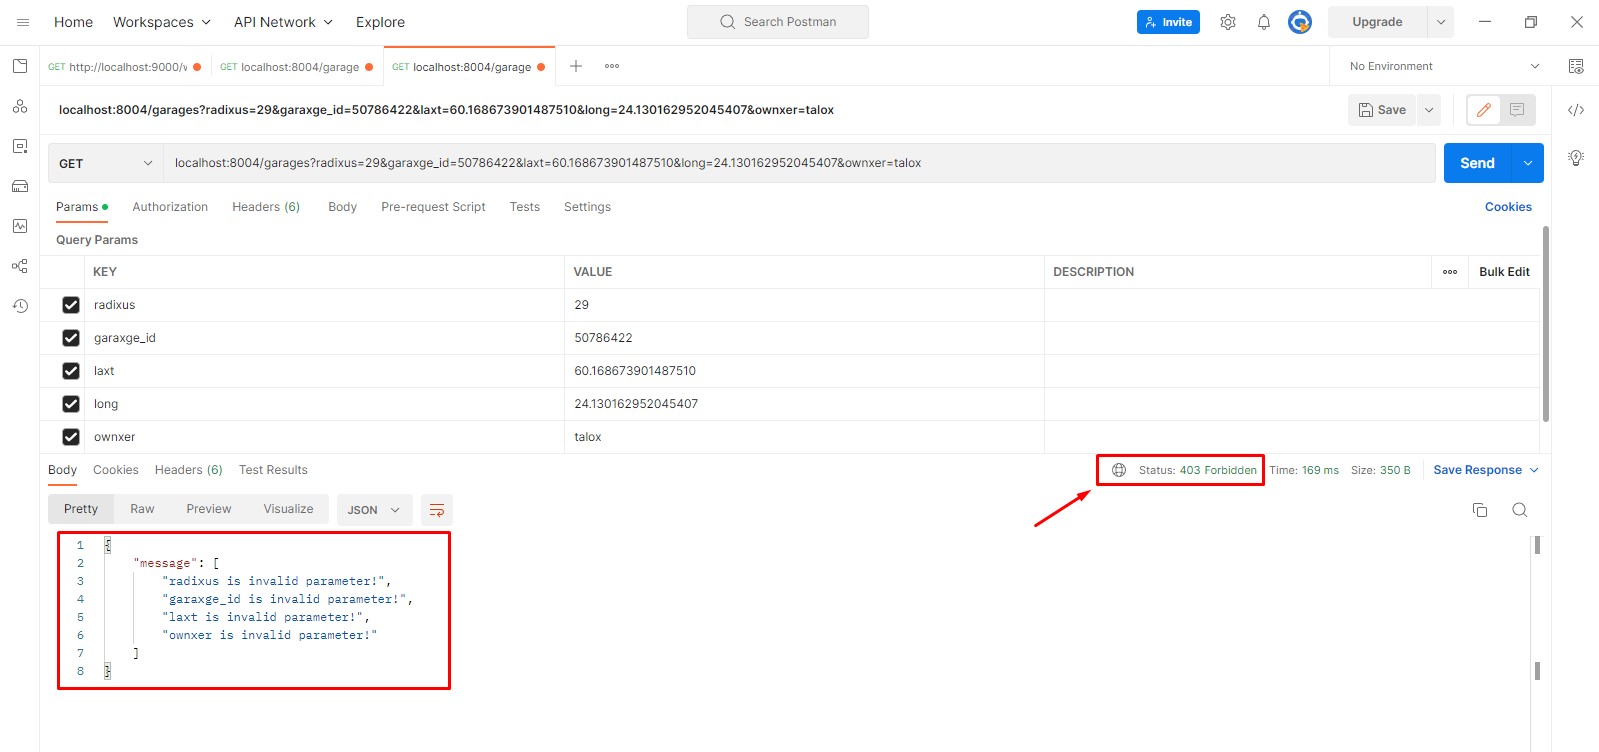 Home Workspaces API Network Explore Search Postman Invite Upgrade
GET http://localhost:9000/v GET localhost:8004/garage GET localhost:8004/garage No Environment
localhost:8004/garages?radixus=29&garaxge_id=50786422&laxt=60.168673901487510&long=24.130162952045407&ownxer=talox Save
GET localhost:8004/garages?radixus=29&garaxge_id=50786422&laxt=60.168673901487510&long=24.130162952045407&ownxer=talox Send
Params Authorization Headers (6) Body Pre-request Script Tests Settings Cookies
Query Params
KEY VALUE DESCRIPTION Bulk Edit
radixus 29
garaxge_id 50786422
laxt 60.168673901487510
long 24.130162952045407
ownxer talox
Body Cookies Headers (6) Test Results Status: 403 Forbidden Time: 169 ms Size: 350 B Save Response
Pretty Raw Preview Visualize JSON
1 {
2 "message": [
3 "radixus is invalid parameter!",
4 "garaxge_id is invalid parameter!",
5 "laxt is invalid parameter!",
6 "ownxer is invalid parameter!"
7 ]
8 }